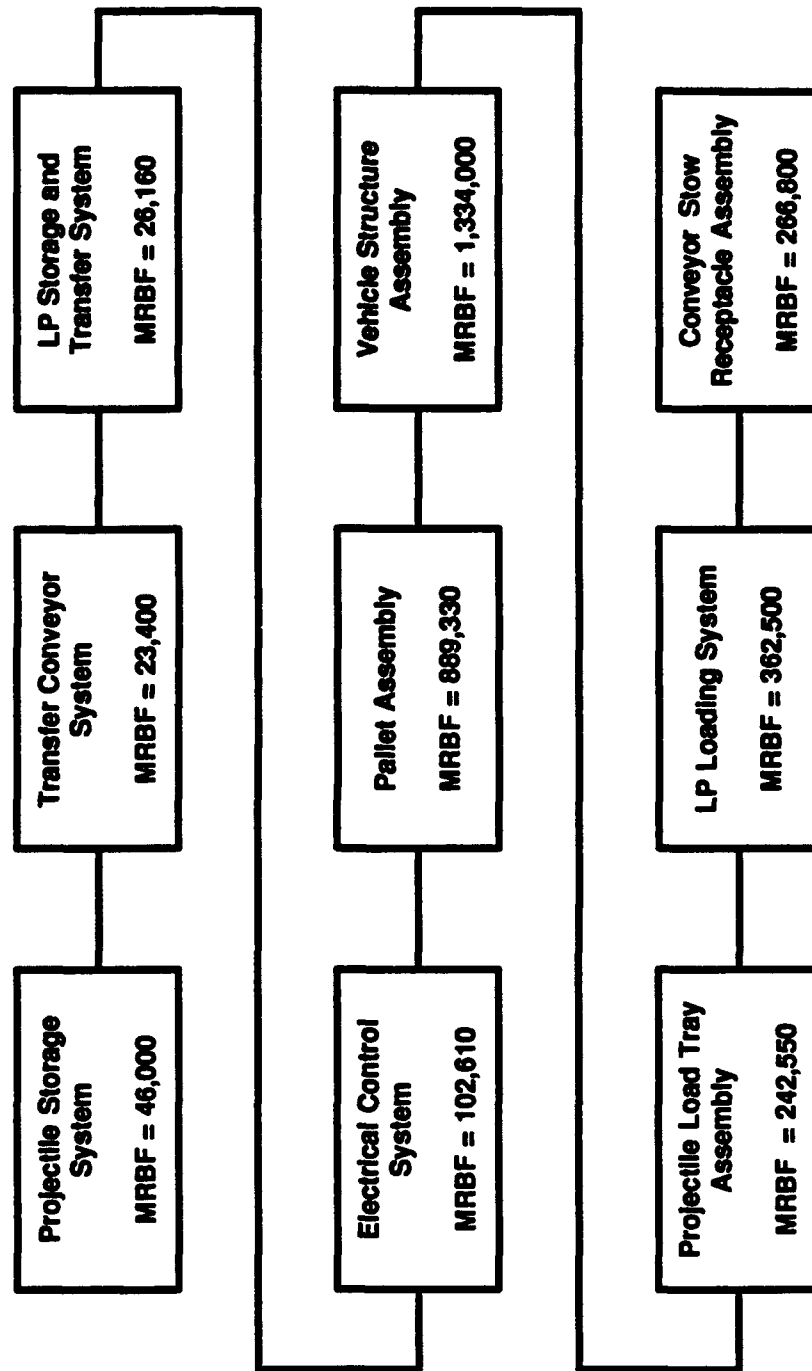 Projectile Storage
System
MRBF = 46,000
Transfer Conveyor
System
MRBF = 23,400
LP Storage and
Transfer System
MRBF = 26,160
Electrical Control
System
MRBF = 102,610
Pallet Assembly
MRBF = 889,330
Vehicle Structure
Assembly
MRBF = 1,334,000
Projectile Load Tray
Assembly
MRBF = 242,550
LP Loading System
MRBF = 362,500
Conveyor Stow
Receptacle Assembly
MRBF = 266,800